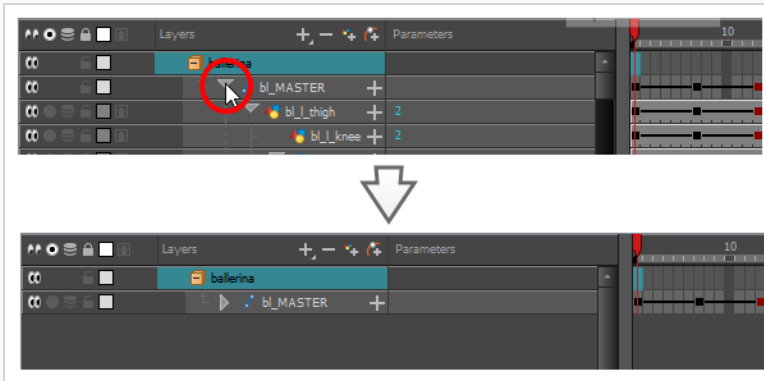 Layers Parameters 10
ballerina
bl_MASTER
bl_l_thigh 2
bl_l_knee 2
Layers Parameters 10
ballerina
bl_MASTER